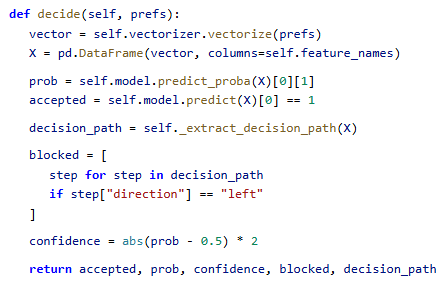 def decide(self, prefs):
    vector = self.vectorizer.vectorize(prefs)
    X = pd.DataFrame(vector, columns=self.feature_names)
    prob = self.model.predict_proba(X)[0][1]
    accepted = self.model.predict(X)[0] == 1
    decision_path = self._extract_decision_path(X)
    blocked = [
        step for step in decision_path
        if step["direction"] == "left"
    ]
    confidence = abs(prob - 0.5) * 2
    return accepted, prob, confidence, blocked, decision_path